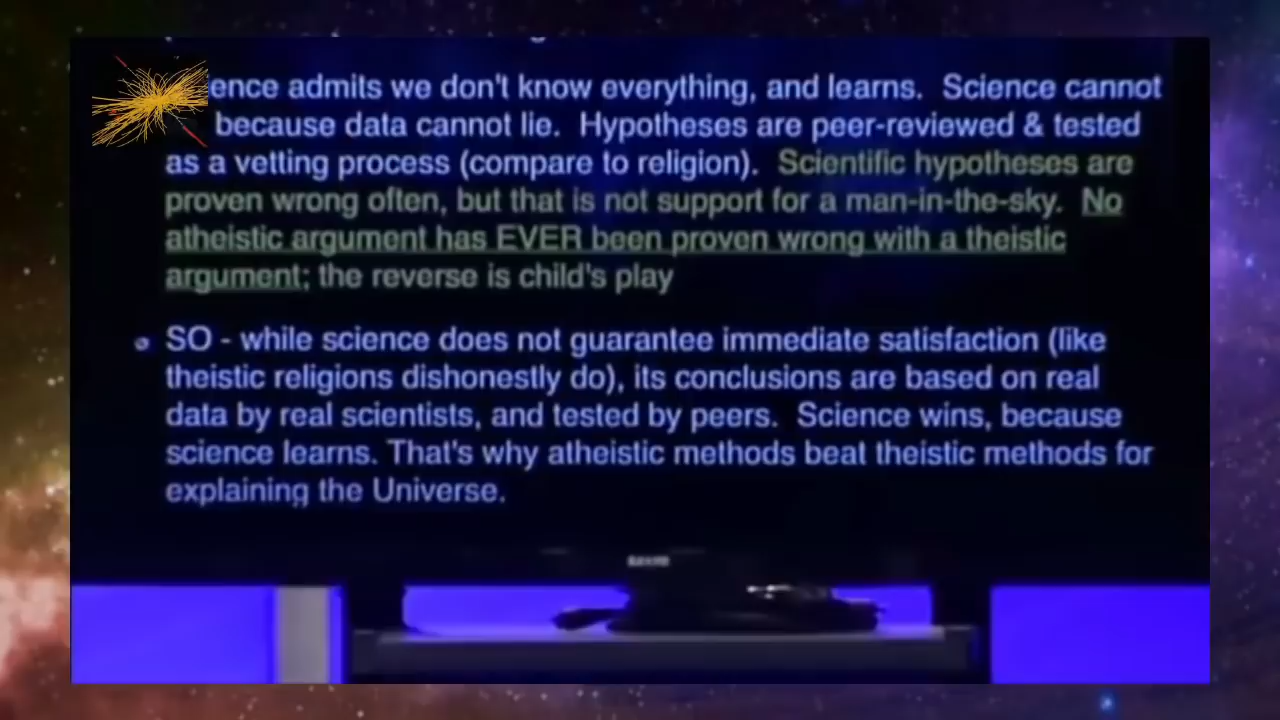 ence admits we don't know everything, and learns. Science cannot
because data cannot lie. Hypotheses are peer-reviewed & tested
as a vetting process (compare to religion). Scientific hypotheses are
proven wrong often, but that is not support for a man-in-the-sky. No
atheistic argument has EVER been proven wrong with a theistic
argument; the reverse is child's play
SO - while science does not guarantee immediate satisfaction (like
theistic religions dishonestly do), its conclusions are based on real
data by real scientists, and tested by peers. Science wins, because
science learns. That's why atheistic methods beat theistic methods for
explaining the Universe.